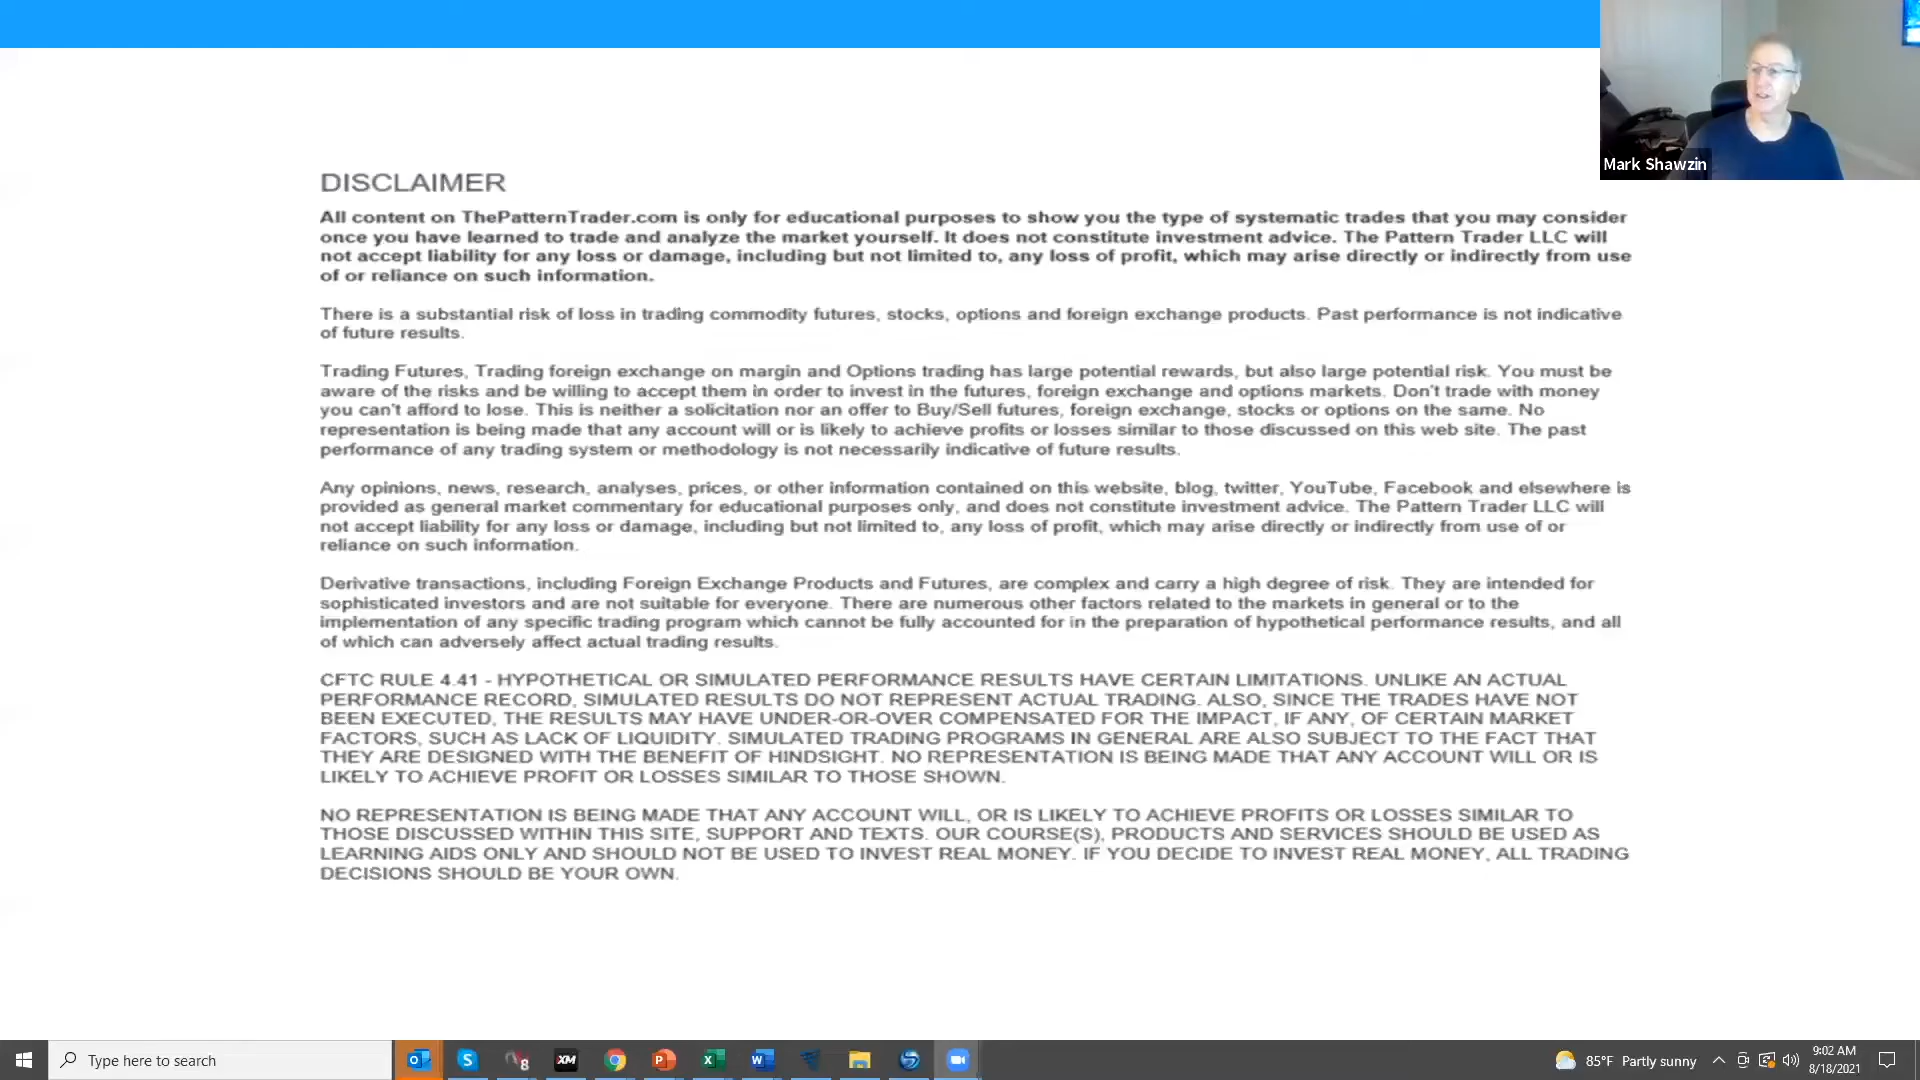 Mark Shawzin
DISCLAIMER
All content on ThePatternTrader.com is only for educational purposes to show you the type of systematic trades that you may consider
once you have learned to trade and analyze the market yourself. It does not constitute investment advice. The Pattern Trader LLC will
not accept liability for any loss or damage, including but not limited to, any loss of profit, which may arise directly or indirectly from use
of or reliance on such information.
There is a substantial risk of loss in trading commodity futures, stocks, options and foreign exchange products. Past performance is not indicative
of future results.
Trading Futures, Trading foreign exchange on margin and Options trading has large potential rewards, but also large potential risk. You must be
aware of the risks and be willing to accept them in order to invest in the futures, foreign exchange and options markets. Don't trade with money
you can't afford to lose. This is neither a solicitation nor an offer to Buy/Sell futures, foreign exchange, stocks or options on the same. No
representation is being made that any account will or is likely to achieve profits or losses similar to those discussed on this web site. The past
performance of any trading system or methodology is not necessarily indicative of future results.
Any opinions, news, research, analyses, prices, or other information contained on this website, blog, twitter, YouTube, Facebook and elsewhere is
provided as general market commentary for educational purposes only, and does not constitute investment advice. The Pattern Trader LLC will
not accept liability for any loss or damage, including but not limited to, any loss of profit, which may arise directly or indirectly from use of or
reliance on such information.
Derivative transactions, including Foreign Exchange Products and Futures, are complex and carry a high degree of risk. They are intended for
sophisticated investors and are not suitable for everyone. There are numerous other factors related to the markets in general or to the
implementation of any specific trading program which cannot be fully accounted for in the preparation of hypothetical performance results, and all
of which can adversely affect actual trading results.
CFTC RULE 4.41 - HYPOTHETICAL OR SIMULATED PERFORMANCE RESULTS HAVE CERTAIN LIMITATIONS. UNLIKE AN ACTUAL
PERFORMANCE RECORD, SIMULATED RESULTS DO NOT REPRESENT ACTUAL TRADING. ALSO, SINCE THE TRADES HAVE NOT
BEEN EXECUTED, THE RESULTS MAY HAVE UNDER-OR-OVER COMPENSATED FOR THE IMPACT, IF ANY, OF CERTAIN MARKET
FACTORS, SUCH AS LACK OF LIQUIDITY. SIMULATED TRADING PROGRAMS IN GENERAL ARE ALSO SUBJECT TO THE FACT THAT
THEY ARE DESIGNED WITH THE BENEFIT OF HINDSIGHT. NO REPRESENTATION IS BEING MADE THAT ANY ACCOUNT WILL OR IS
LIKELY TO ACHIEVE PROFIT OR LOSSES SIMILAR TO THOSE SHOWN.
NO REPRESENTATION IS BEING MADE THAT ANY ACCOUNT WILL, OR IS LIKELY TO ACHIEVE PROFITS OR LOSSES SIMILAR TO
THOSE DISCUSSED WITHIN THIS SITE, SUPPORT AND TEXTS. OUR COURSE(S), PRODUCTS AND SERVICES SHOULD BE USED AS
LEARNING AIDS ONLY AND SHOULD NOT BE USED TO INVEST REAL MONEY. IF YOU DECIDE TO INVEST REAL MONEY, ALL TRADING
DECISIONS SHOULD BE YOUR OWN.
Type here to search
XM
85°F Partly sunny
9:02 AM
8/18/2021